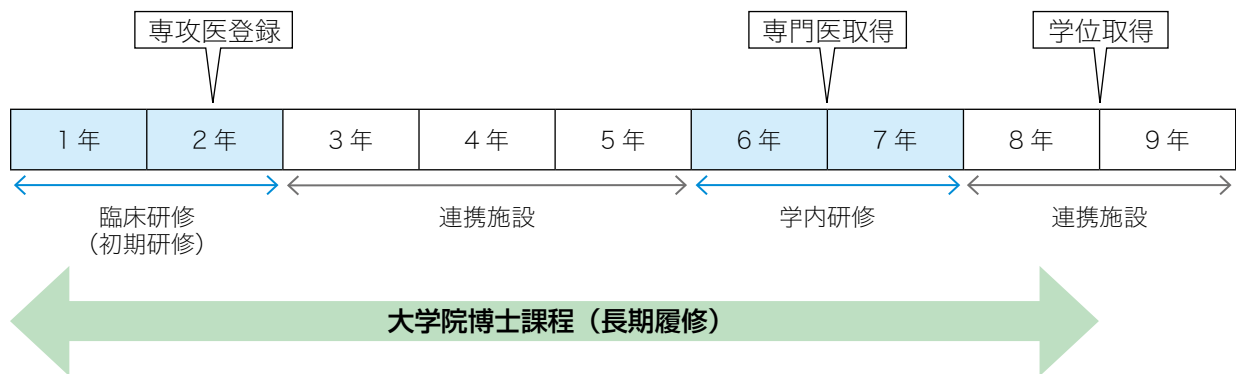 専攻医登録
専門医取得
学位取得
1年
2年
3年
4年
5年
6年
7年
8年
9年
臨床研修
（初期研修）
連携施設
学内研修
連携施設
大学院博士課程（長期履修）